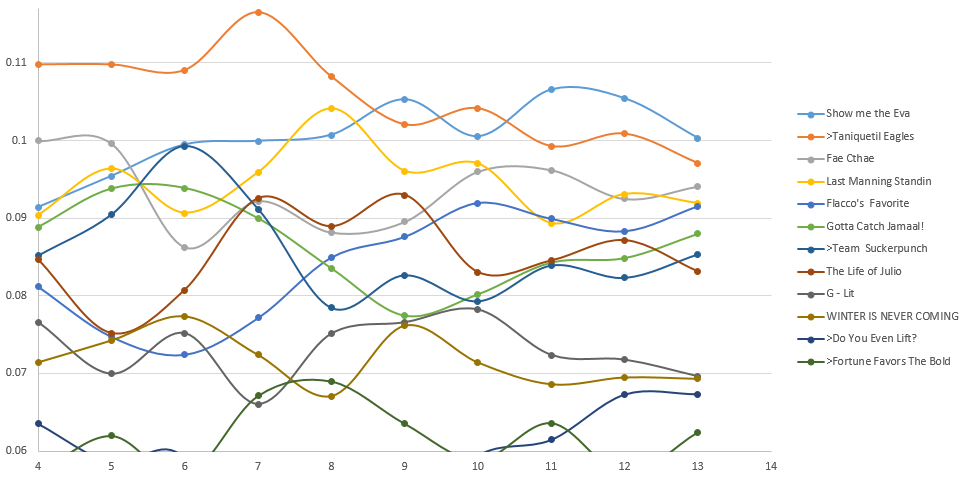 0.11
0.1
0.09
0.08
0.07
0.06
4 5 6 7 8 9 10 11 12 13 14
Show me the Eva
>Taniquetil Eagles
Fae Cthae
Last Manning Standin
Flacco's Favorite
Gotta Catch Jamaal!
>Team Suckerpunch
The Life of Julio
G - Lit
WINTER IS NEVER COMING
>Do You Even Lift?
>Fortune Favors The Bold